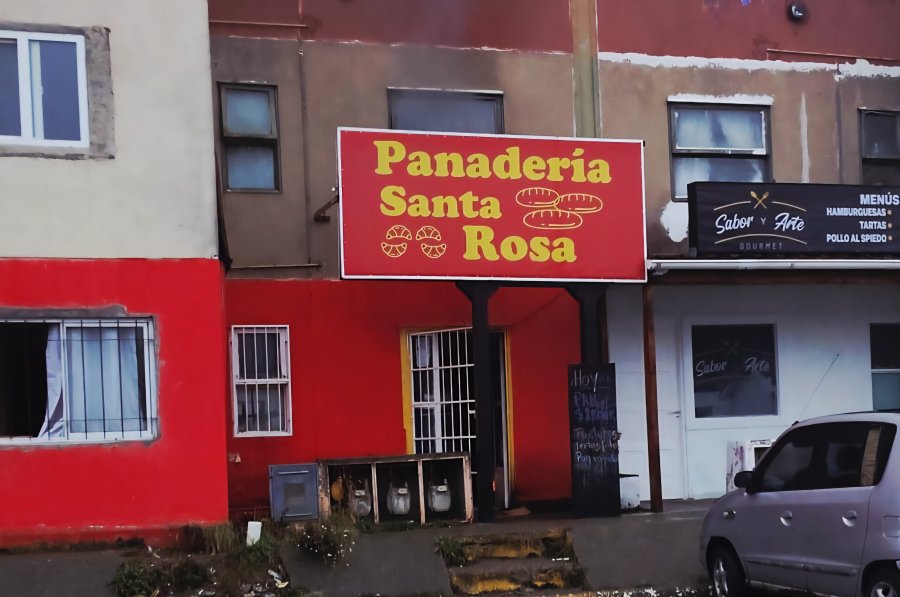 Panadería
Santa
Rosa
Sabor Y Arte
GOURMET
MENÚS
HAMBURGUESAS
TARTAS
POLLO AL SPIEDO
Hoy
Sabor Arte